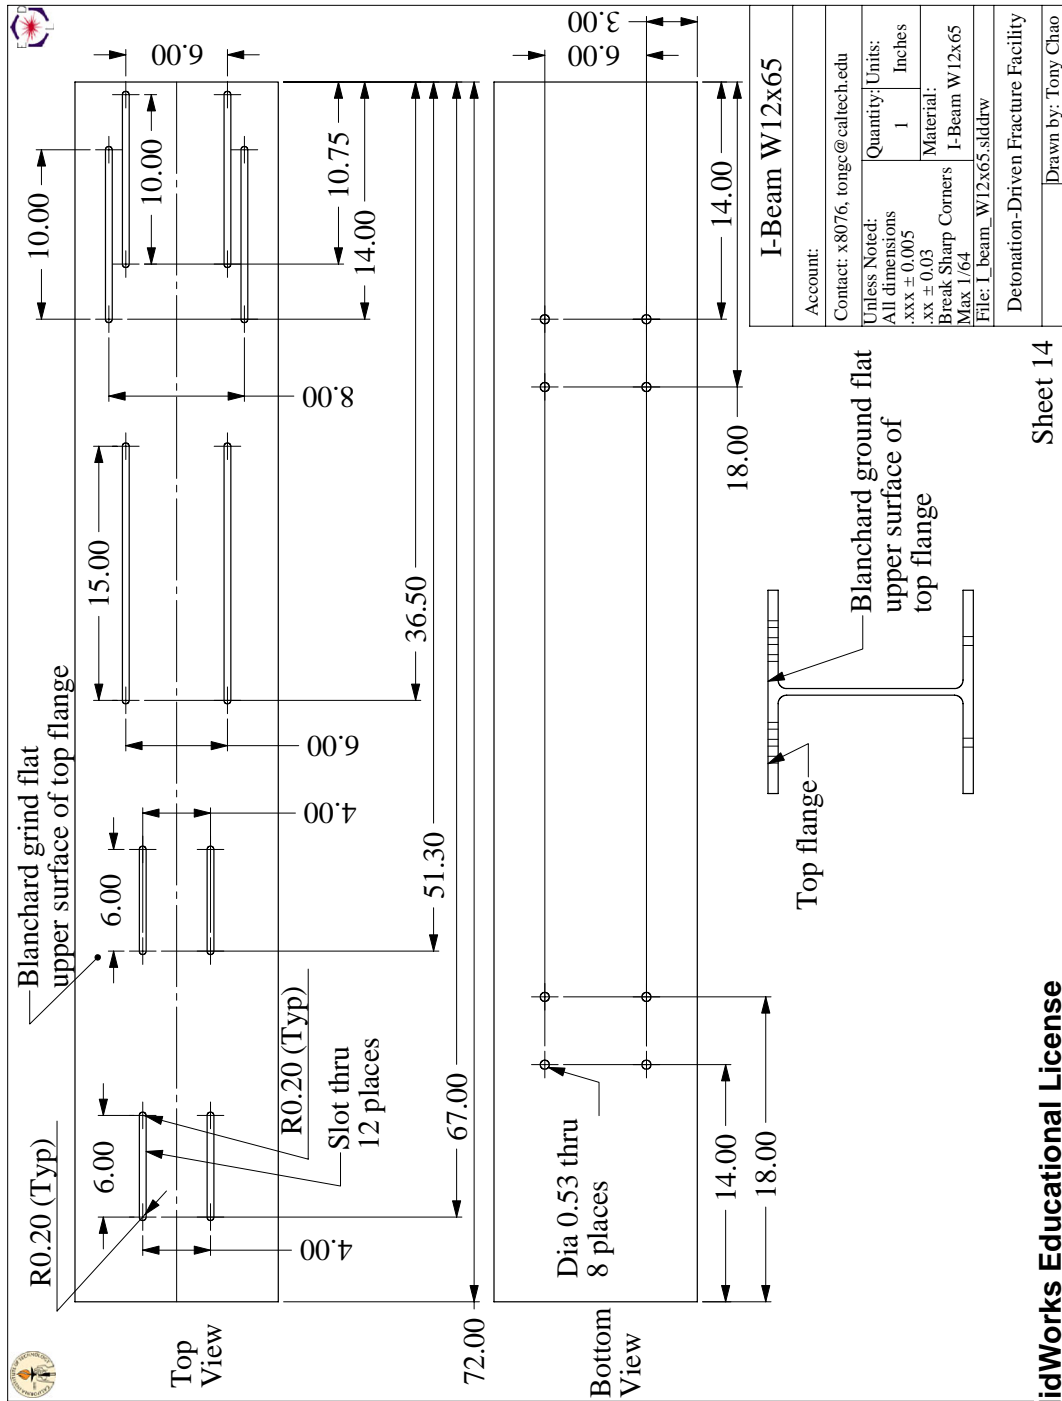 Blanchard grind flat
upper surface of top flange
R0.20 (Typ)
6.00
6.00
15.00
10.00
10.00
6.00
Top
View
4.00
R0.20 (Typ)
Slot thru
12 places
4.00
6.00
8.00
10.75
14.00
36.50
51.30
67.00
72.00
Bottom
View
Dia 0.53 thru
8 places
14.00
18.00
6.00
3.00
14.00
18.00
Top flange
Blanchard ground flat
upper surface of
top flange
Sheet 14
I-Beam W12x65
Account:
Contact: x8076, tongc@caltech.edu
Unless Noted:
All dimensions
.xxx ± 0.005
.xx ± 0.03
Break Sharp Corners
Max 1/64
Quantity:
1
Units:
Inches
Material:
I-Beam W12x65
File: I_beam_W12x65.slddrw
Detonation-Driven Fracture Facility
Drawn by: Tony Chao
idWorks Educational License